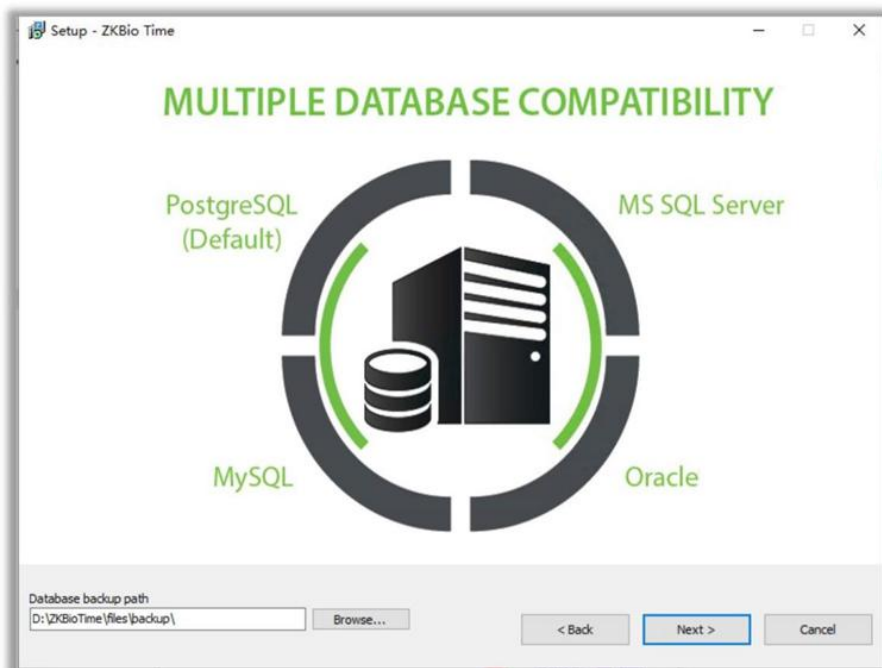 Setup - ZKBio Time
MULTIPLE DATABASE COMPATIBILITY
PostgreSQL
(Default)
MS SQL Server
MySQL
Oracle
Database backup path
D:\ZKBioTime\files\backup\
Browse...
< Back
Next >
Cancel